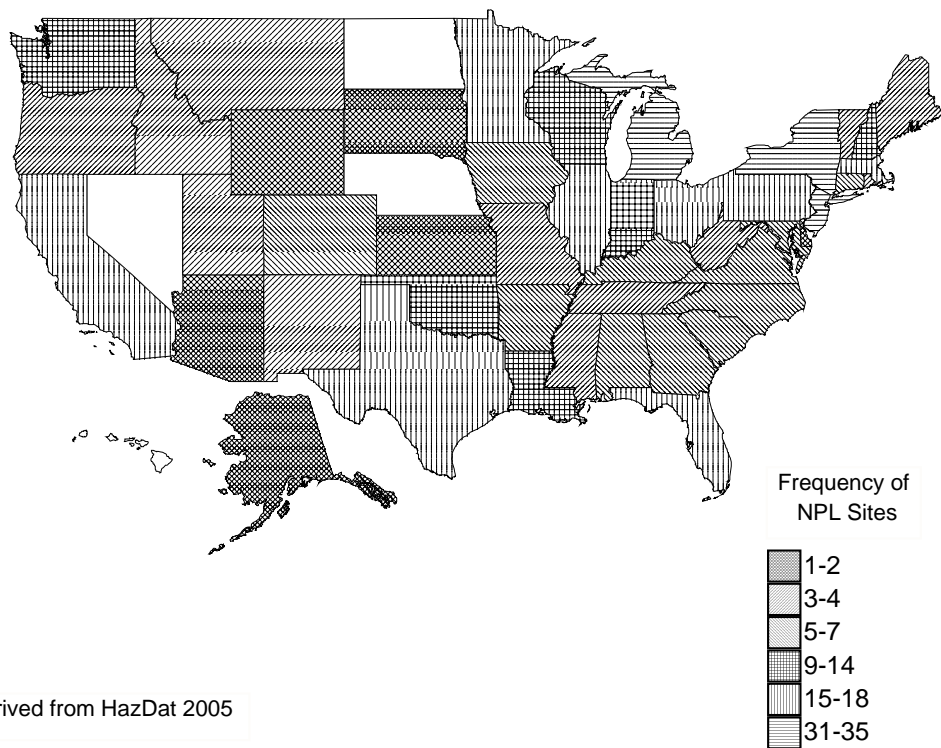 Frequency of
NPL Sites
1-2
3-4
5-7
9-14
15-18
31-35
from HazDat 2005